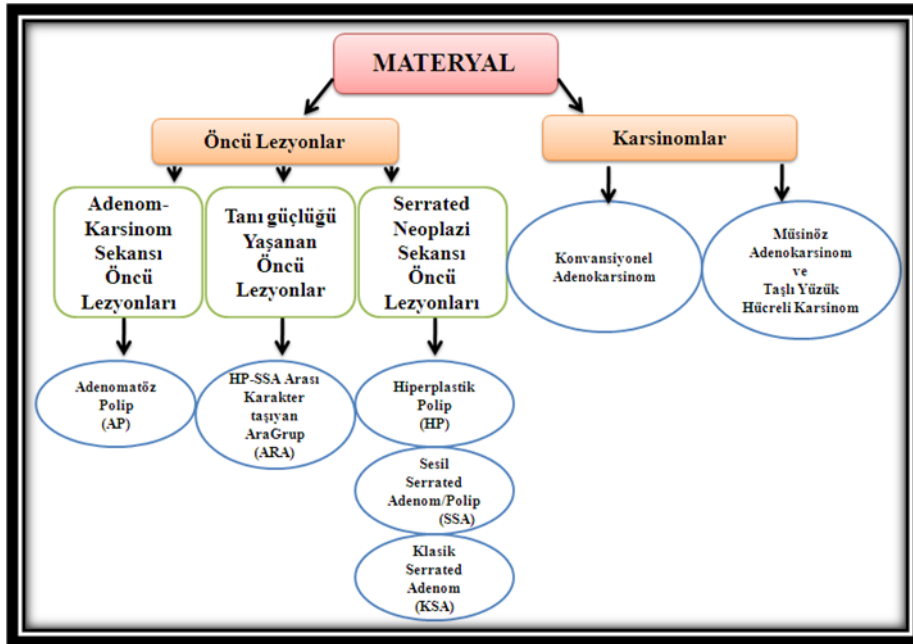 MATERYAL
Öncü Lezyonlar
Karsinomlar
Adenom-
Karsinom
Sekansı
Öncü
Lezyonları
Tanı güçlüğü
Yaşanan
Öncü
Lezyonlar
Serrated
Neoplazi
Sekansı
Öncü
Lezyonları
Konvansiyonel
Adenokarsinom
Müsinöz
Adenokarsinom
ve
Taşlı Yüzük
Hücreli Karsinom
Adenomatöz
Polip
(AP)
HP-SSA Arası
Karakter
taşıyan
AraGrup
(ARA)
Hiperplastik
Polip
(HP)
Sesil
Serrated
Adenom/Polip
(SSA)
Klasik
Serrated
Adenom
(KSA)